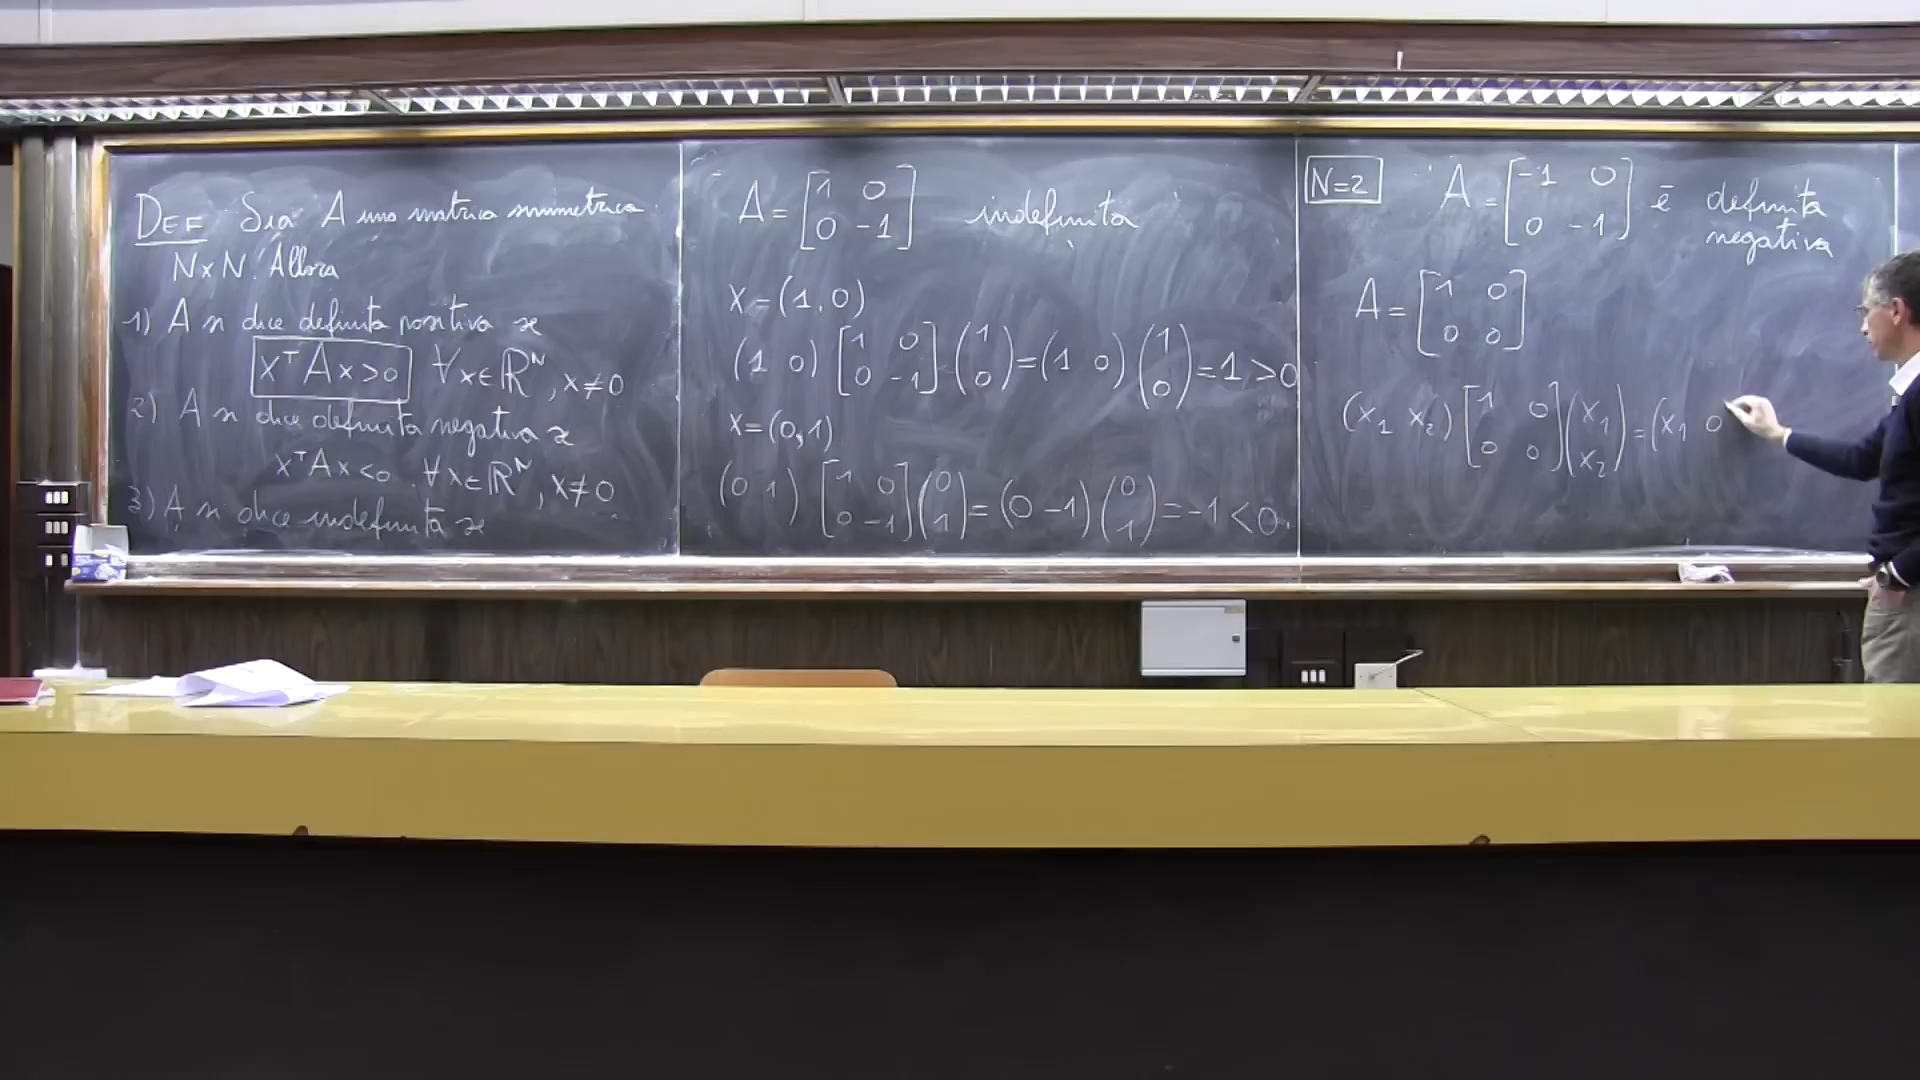 DEF Sia A una matrice simmetrica
N×N. Allora
1) A si dice definita positiva se
xᵀAx>0 ∀x∈ℝᴺ, x≠0
2) A si dice definita negativa se
xᵀAx<0 ∀x∈ℝᴺ, x≠0
3) A si dice indefinita se
A = [1 0; 0 -1] indefinita
x=(1,0)
(1 0) [1 0; 0 -1] (1; 0) = (1 0) (1; 0) = 1 > 0
x=(0,1)
(0 1) [1 0; 0 -1] (0; 1) = (0 -1) (0; 1) = -1 < 0.
N=2 A = [-1 0; 0 -1] è definita
negativa
A = [1 0; 0 0]
(x₁ x₂) [1 0; 0 0] (x₁; x₂) = (x₁ 0